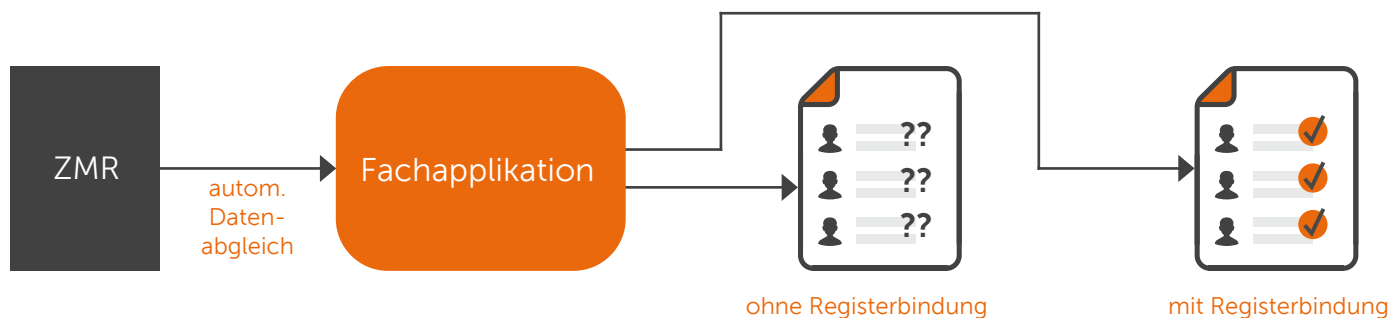 ZMR
autom.
Daten-
abgleich
Fachapplikation
??
??
??
ohne Registerbindung
mit Registerbindung